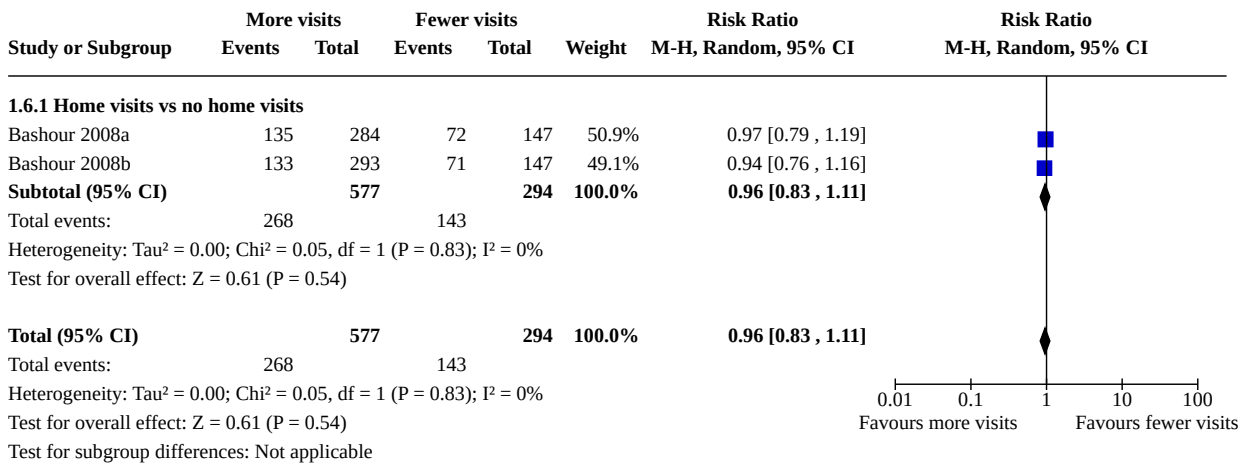 More visits Fewer visits Risk Ratio Risk Ratio
Study or Subgroup Events Total Events Total Weight M-H, Random, 95% CI M-H, Random, 95% CI
1.6.1 Home visits vs no home visits
Bashour 2008a 135 284 72 147 50.9% 0.97 [0.79 , 1.19]
Bashour 2008b 133 293 71 147 49.1% 0.94 [0.76 , 1.16]
Subtotal (95% CI) 577 294 100.0% 0.96 [0.83 , 1.11]
Total events: 268 143
Heterogeneity: Tau² = 0.00; Chi² = 0.05, df = 1 (P = 0.83); I² = 0%
Test for overall effect: Z = 0.61 (P = 0.54)
Total (95% CI) 577 294 100.0% 0.96 [0.83 , 1.11]
Total events: 268 143
Heterogeneity: Tau² = 0.00; Chi² = 0.05, df = 1 (P = 0.83); I² = 0%
0.01 0.1 1 10 100
Test for overall effect: Z = 0.61 (P = 0.54) Favours more visits Favours fewer visits
Test for subgroup differences: Not applicable